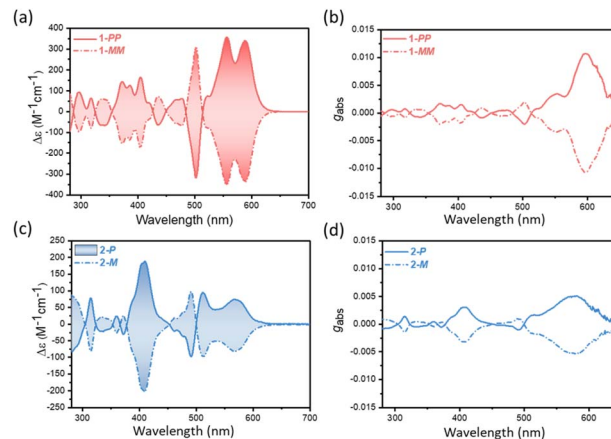 (a)
1-PP
1-MM
Δε (M⁻¹cm⁻¹)
400
300
200
100
0
100
200
300
400
300
400
500
600
700
Wavelength (nm)
(b)
1-PP
1-MM
gabs
0.015
0.010
0.005
0.000
-0.005
-0.010
-0.015
300
400
500
600
Wavelength (nm)
(c)
2-P
2-M
Δε (M⁻¹cm⁻¹)
250
200
150
100
50
0
-50
-100
-150
-200
-250
300
400
500
600
700
Wavelength (nm)
(d)
2-P
2-M
gabs
0.015
0.010
0.005
0.000
-0.005
-0.010
-0.015
300
400
500
600
Wavelength (nm)